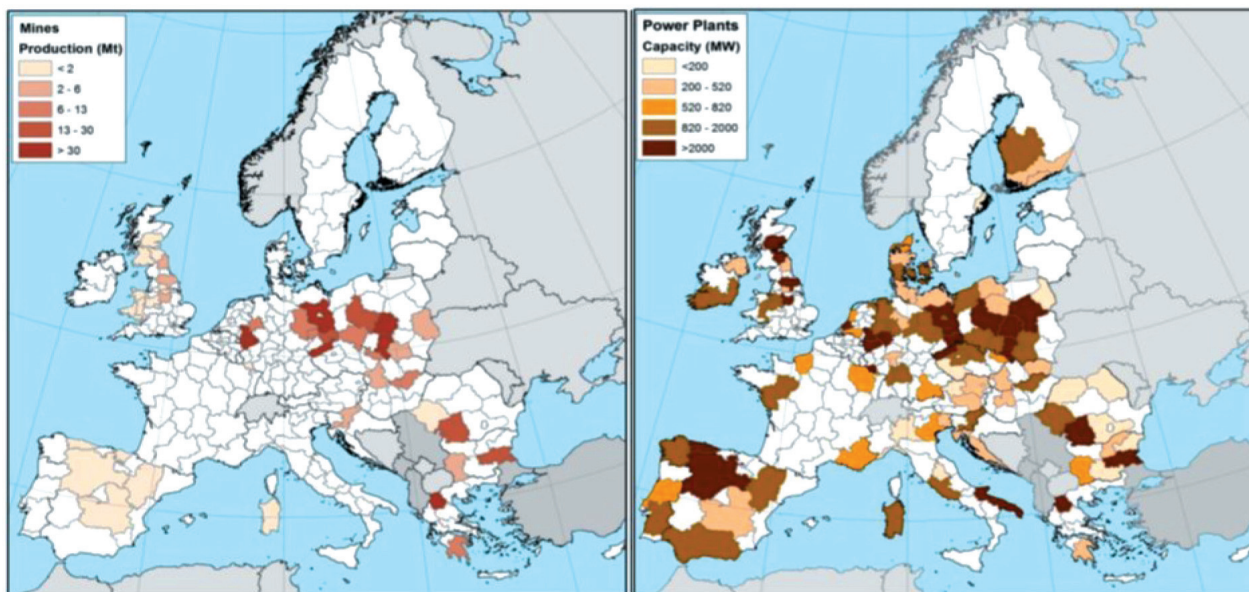 Mines
Production (Mt)
< 2
2 - 6
6 - 13
13 - 30
> 30
Power Plants
Capacity (MW)
<200
200 - 520
520 - 820
820 - 2000
>2000